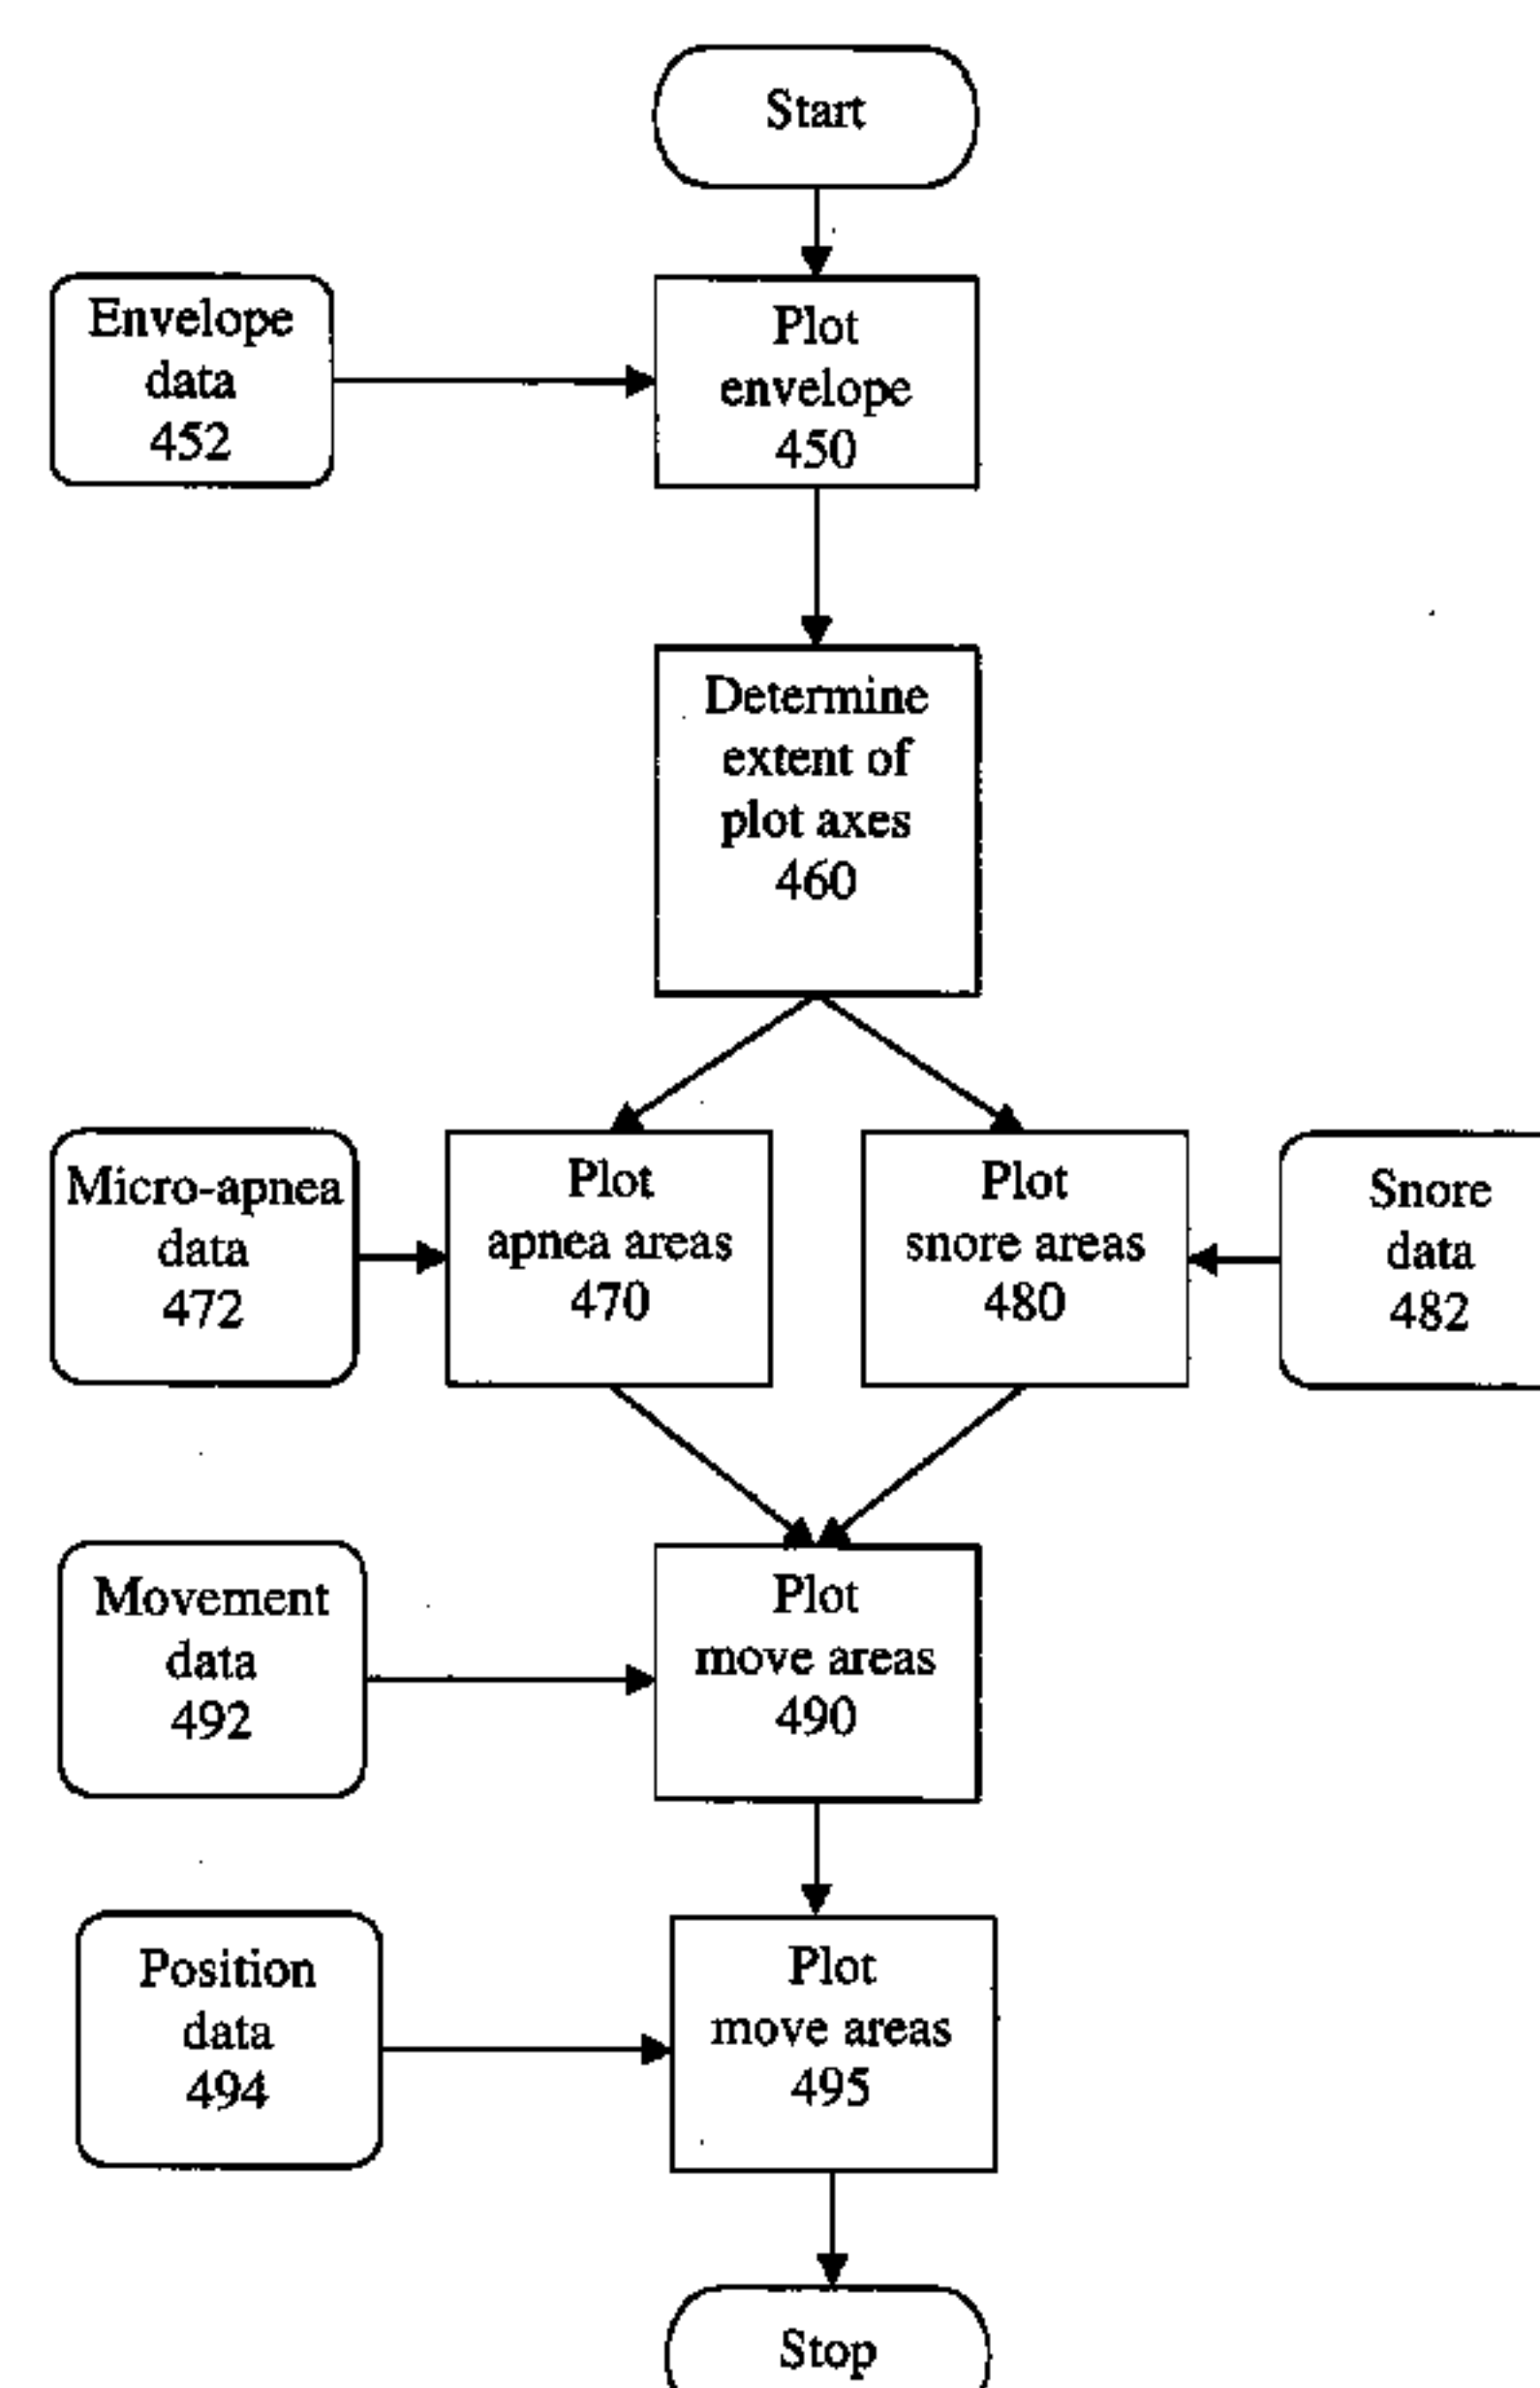 Start
Envelope
data
452
Plot
envelope
450
Determine
extent of
plot axes
460
Micro-apnea
data
472
Plot
apnea areas
470
Plot
snore areas
480
Snore
data
482
Movement
data
492
Plot
move areas
490
Position
data
494
Plot
move areas
495
Stop